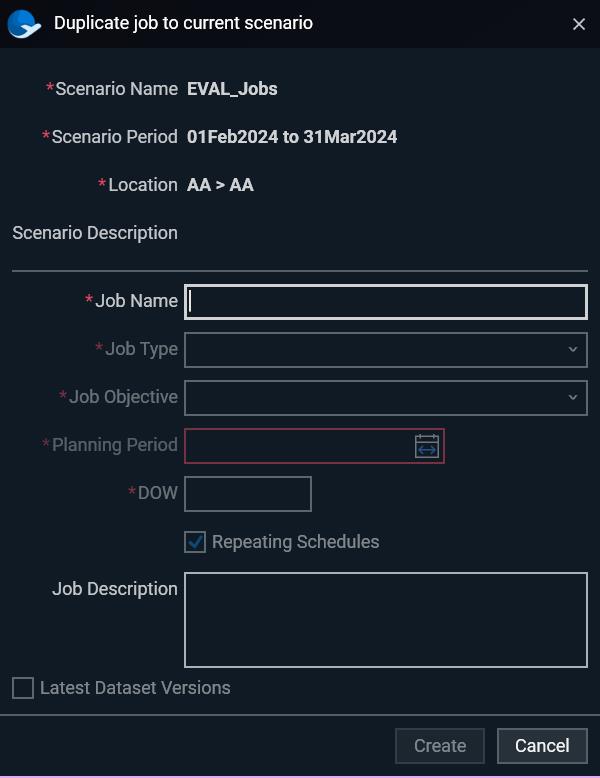 Duplicate job to current scenario
*Scenario Name EVAL_Jobs
*Scenario Period 01Feb2024 to 31Mar2024
*Location AA > AA
Scenario Description
*Job Name
*Job Type
*Job Objective
*Planning Period
*DOW
Repeating Schedules
Job Description
Latest Dataset Versions
Create Cancel